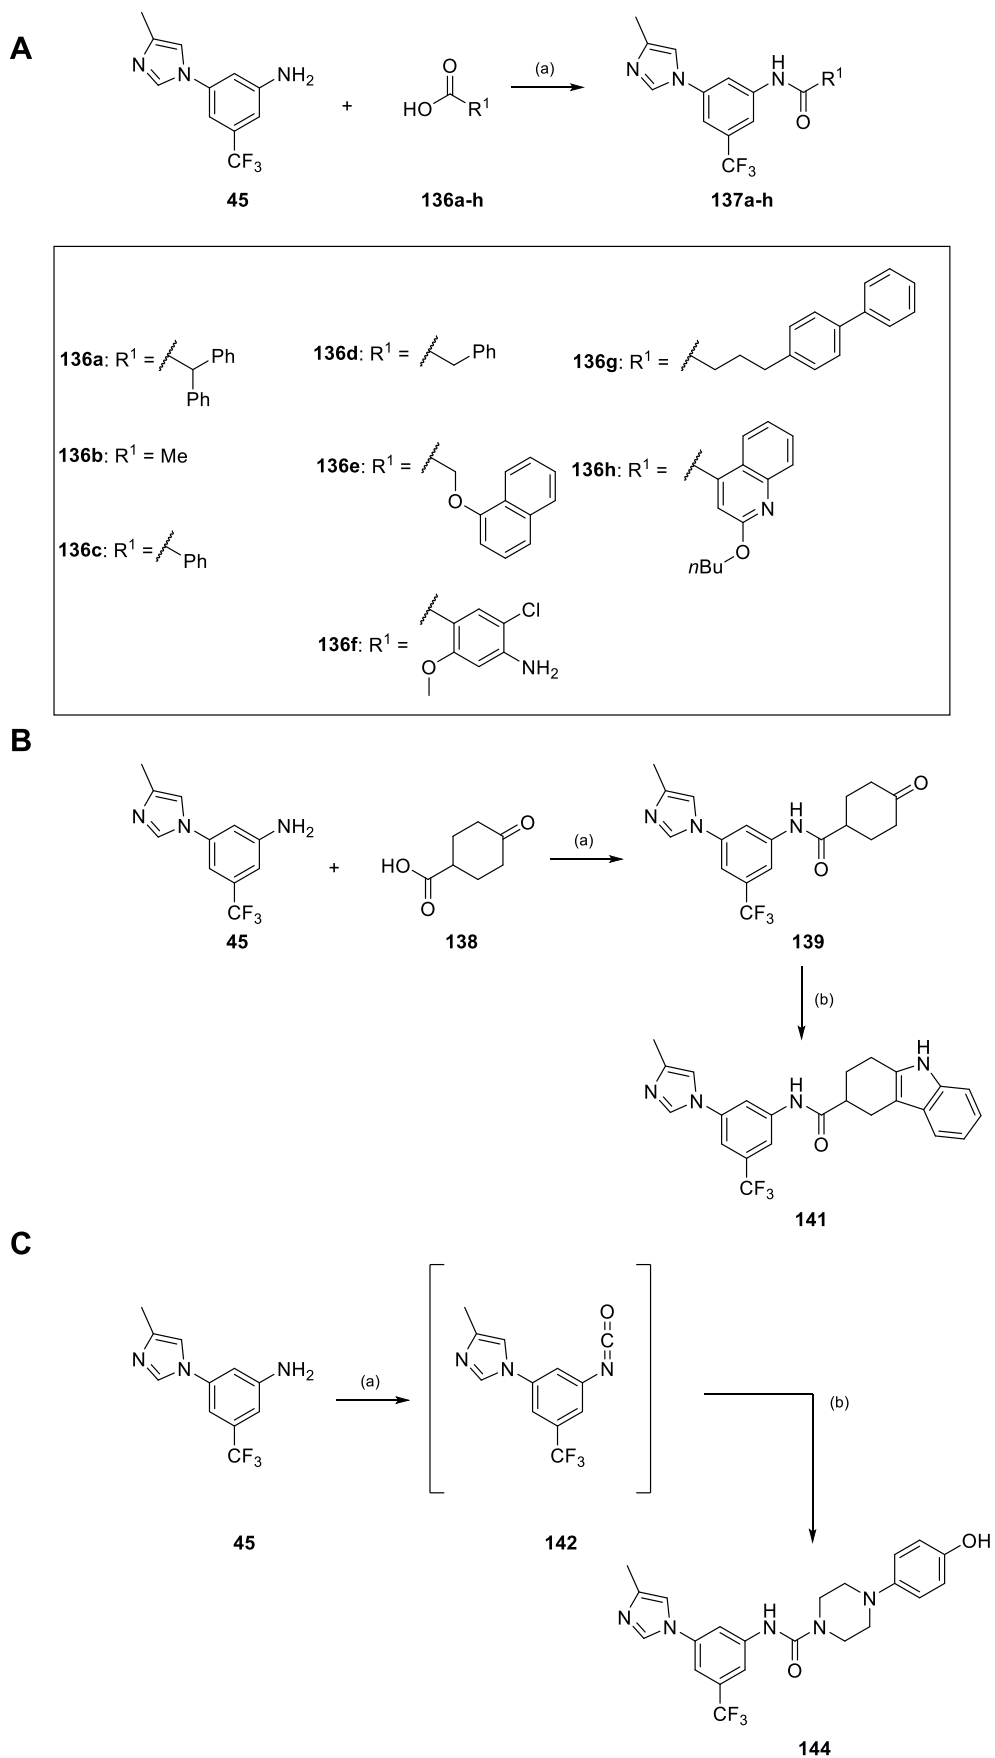 A
N
N
NH2
CF3
45
+
O
HO
R1
136a-h
(a)
N
N
H
N
R1
O
CF3
137a-h
136a: R1 =
Ph
Ph
136d: R1 =
Ph
136g: R1 =
136b: R1 = Me
136e: R1 =
O
136h: R1 =
N
O
nBu
136c: R1 =
Ph
136f: R1 =
Cl
NH2
O
B
N
N
NH2
CF3
45
+
HO
O
O
138
(a)
N
N
H
N
O
O
CF3
139
(b)
N
N
H
N
O
H
N
CF3
141
C
N
N
NH2
CF3
45
(a)
N
N
O
C
N
CF3
142
(b)
N
N
H
N
O
N
N
OH
CF3
144